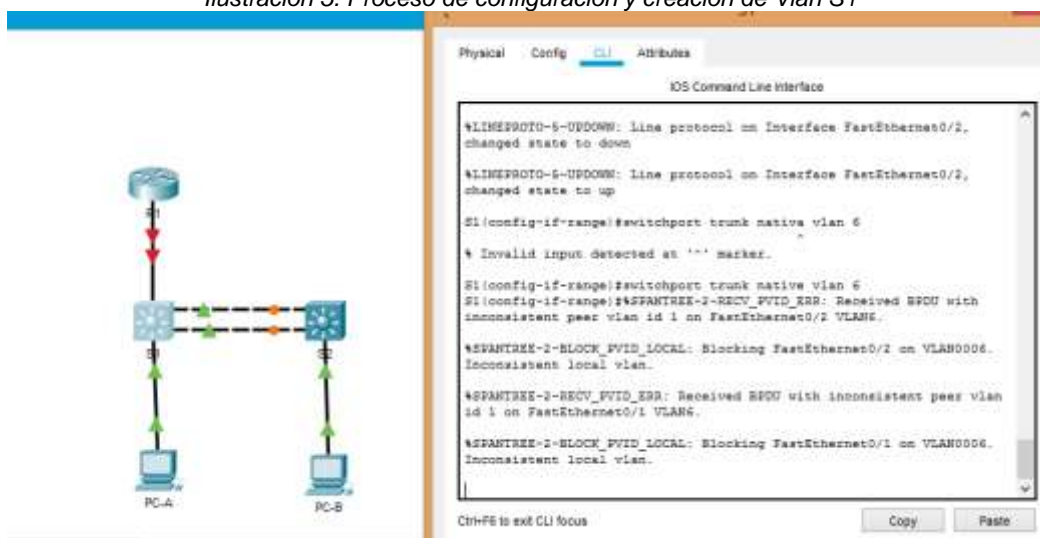 Ilustración 5. Proceso de configuración y creación de Vlan S1
Physical Config CLI Attributes
IOS Command Line Interface
%LINEPROTO-5-UPDOWN: Line protocol on Interface FastEthernet0/2,
changed state to down
%LINEPROTO-5-UPDOWN: Line protocol on Interface FastEthernet0/2,
changed state to up
S1(config-if-range)#switchport trunk native vlan 6
^
% Invalid input detected at '^' marker.
S1(config-if-range)#switchport trunk native vlan 6
S1(config-if-range)#%SPANTREE-2-RECV_PVID_ERR: Received BPDU with
inconsistent peer vlan id 1 on FastEthernet0/2 VLAN6.
%SPANTREE-2-BLOCK_PVID_LOCAL: Blocking FastEthernet0/2 on VLAN0006.
Inconsistent local vlan.
%SPANTREE-2-RECV_PVID_ERR: Received BPDU with inconsistent peer vlan
id 1 on FastEthernet0/1 VLAN6.
%SPANTREE-2-BLOCK_PVID_LOCAL: Blocking FastEthernet0/1 on VLAN0006.
Inconsistent local vlan.
Ctrl+F6 to exit CLI focus
Copy Paste
R1
S1
S2
PC-A
PC-B